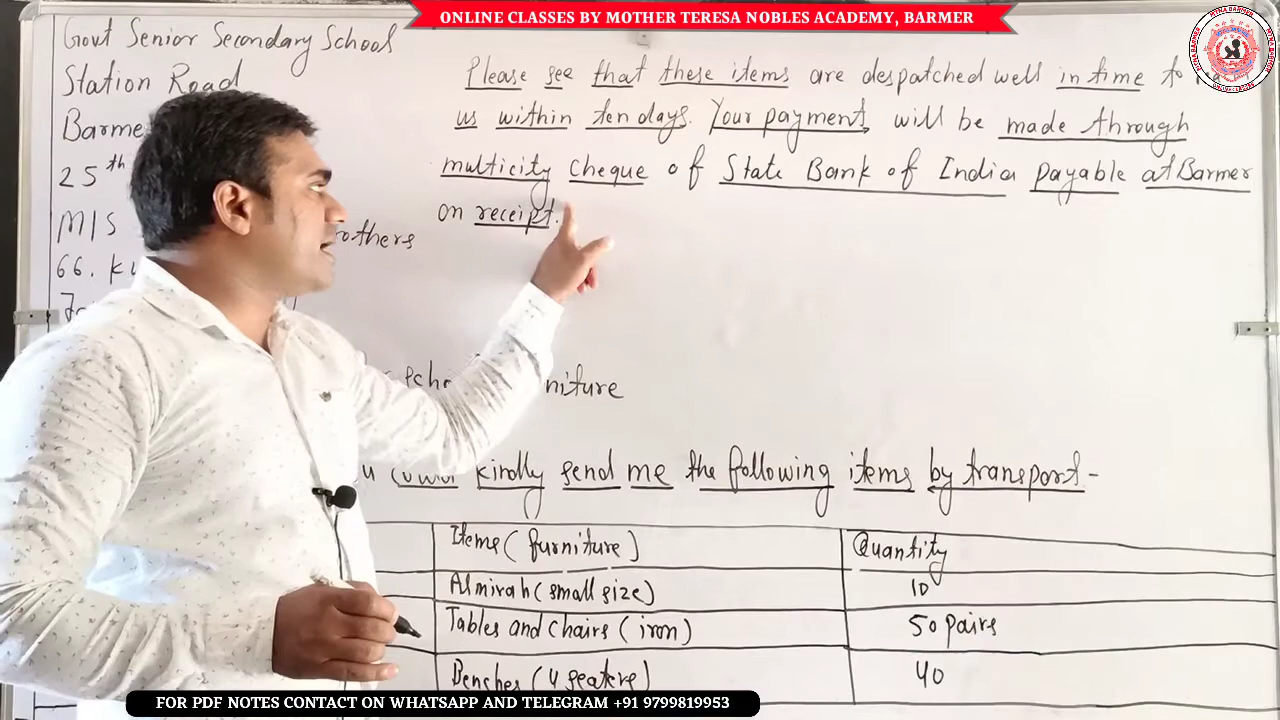 ONLINE CLASSES BY MOTHER TERESA NOBLES ACADEMY, BARMER
Govt Senior Secondary School
Station Road
Barme
25th
M/S
others
66.
Please see that these items are despatched well in time to
us within ten days. Your payment, will be made through
multicity Cheque of State Bank of India payable at Barmer
on receipt.
niture
kindly send me the following items by transport-
Items (furniture) Quantity
Almirah (small size) 10
Tables and chairs (iron) 50 pairs
Benches (4 seaters) 40
FOR PDF NOTES CONTACT ON WHATSAPP AND TELEGRAM +91 9799819953